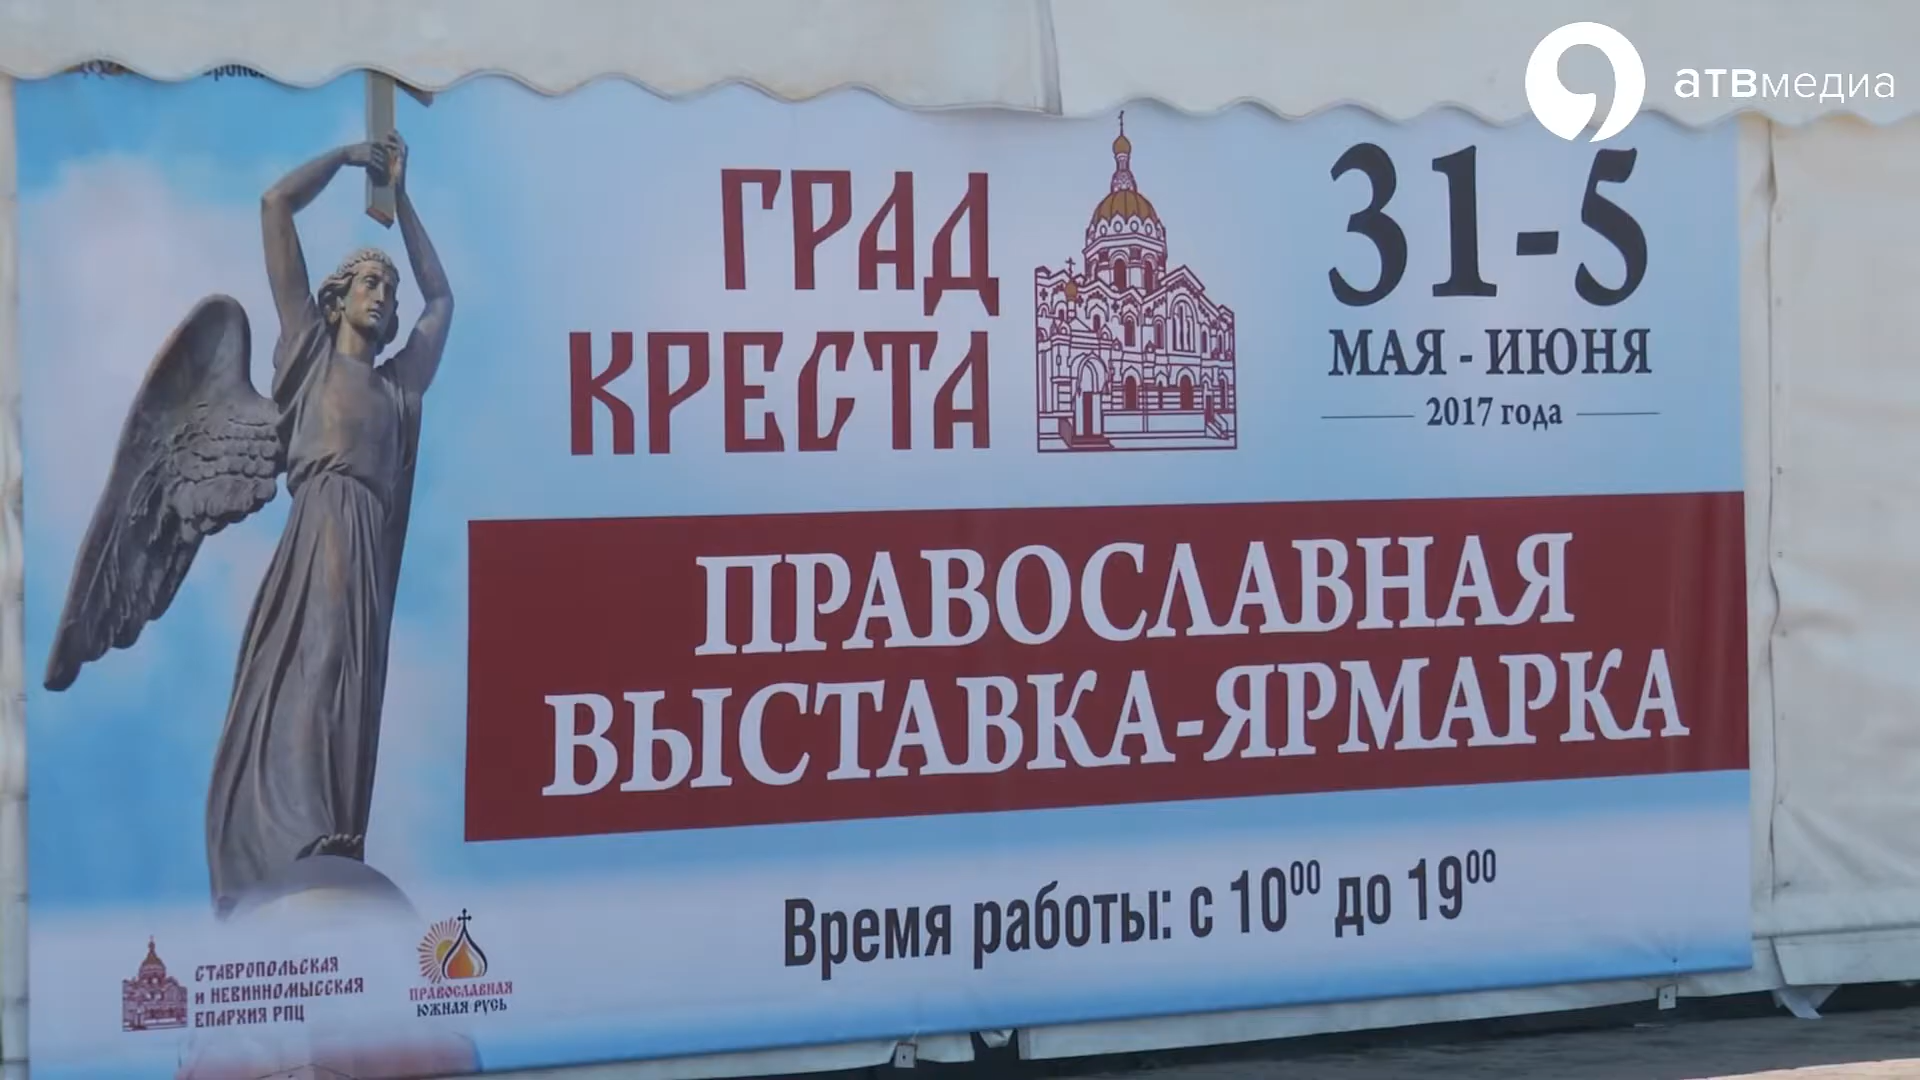 атвмедиа
ГРАД
КРЕСТА
31-5
МАЯ - ИЮНЯ
2017 года
ПРАВОСЛАВНАЯ
ВЫСТАВКА-ЯРМАРКА
Время работы: с 10⁰⁰ до 19⁰⁰
СТАВРОПОЛЬСКАЯ
и НЕВИННОМЫССКАЯ
ЕПАРХИЯ РПЦ
ПРАВОСЛАВНАЯ
ЮЖНАЯ РУСЬ